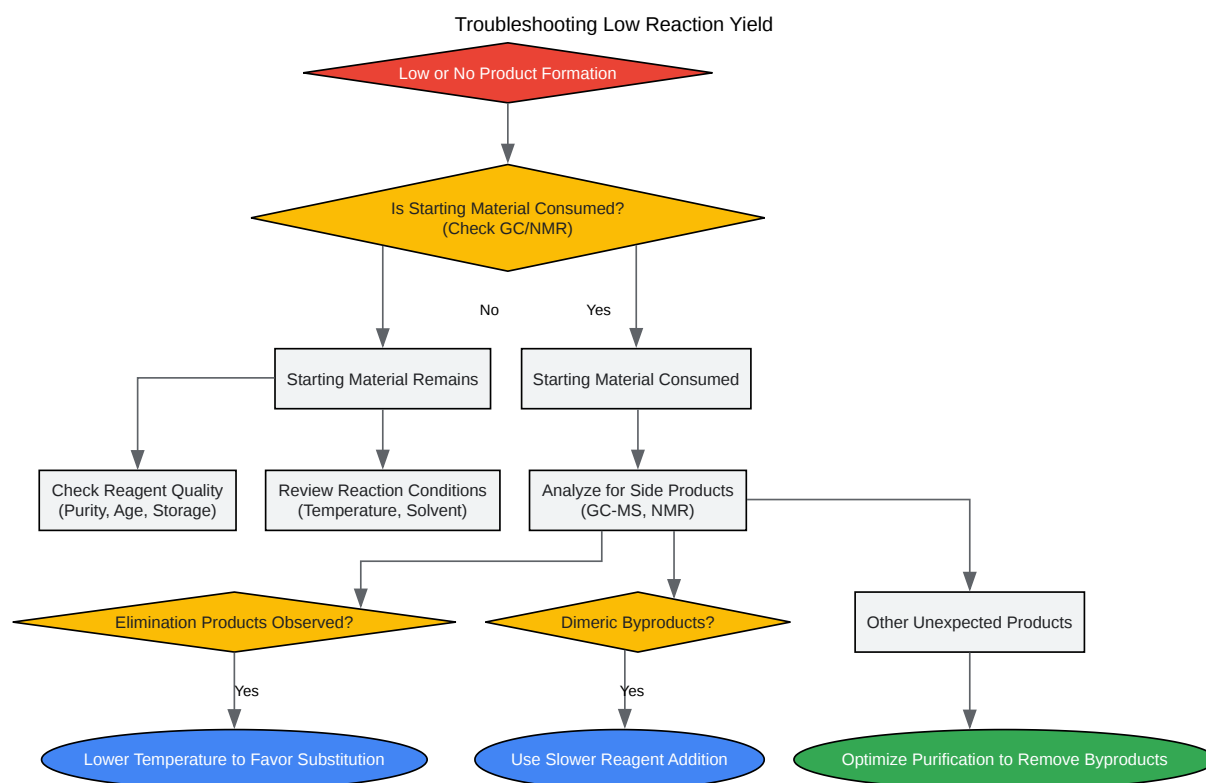 Troubleshooting Low Reaction Yield
Low or No Product Formation
Is Starting Material Consumed?
(Check GC/NMR)
No
Yes
Starting Material Remains
Starting Material Consumed
Check Reagent Quality
(Purity, Age, Storage)
Review Reaction Conditions
(Temperature, Solvent)
Analyze for Side Products
(GC-MS, NMR)
Elimination Products Observed?
Dimeric Byproducts?
Other Unexpected Products
Yes
Yes
Lower Temperature to Favor Substitution
Use Slower Reagent Addition
Optimize Purification to Remove Byproducts